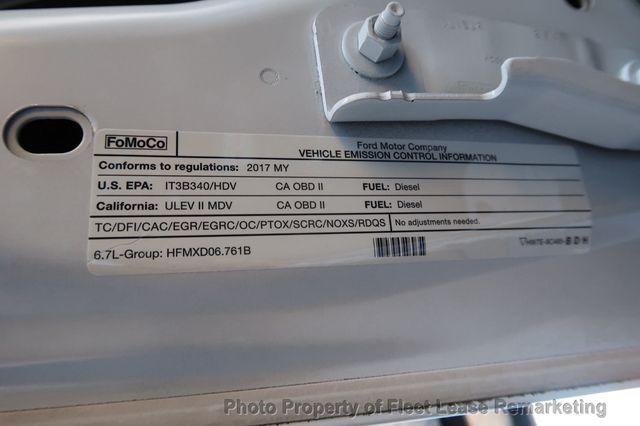 FoMoCo
Ford Motor Company
VEHICLE EMISSION CONTROL INFORMATION
Conforms to regulations: 2017 MY
U.S. EPA: IT3B340/HDV CA OBD II FUEL: Diesel
California: ULEV II MDV CA OBD II FUEL: Diesel
TC/DFI/CAC/EGR/EGRC/OC/PTOX/SCRC/NOXS/RDQS No adjustments needed.
6.7L-Group: HFMXD06.761B
BDH
Photo Property of Fleet Lease Remarketing